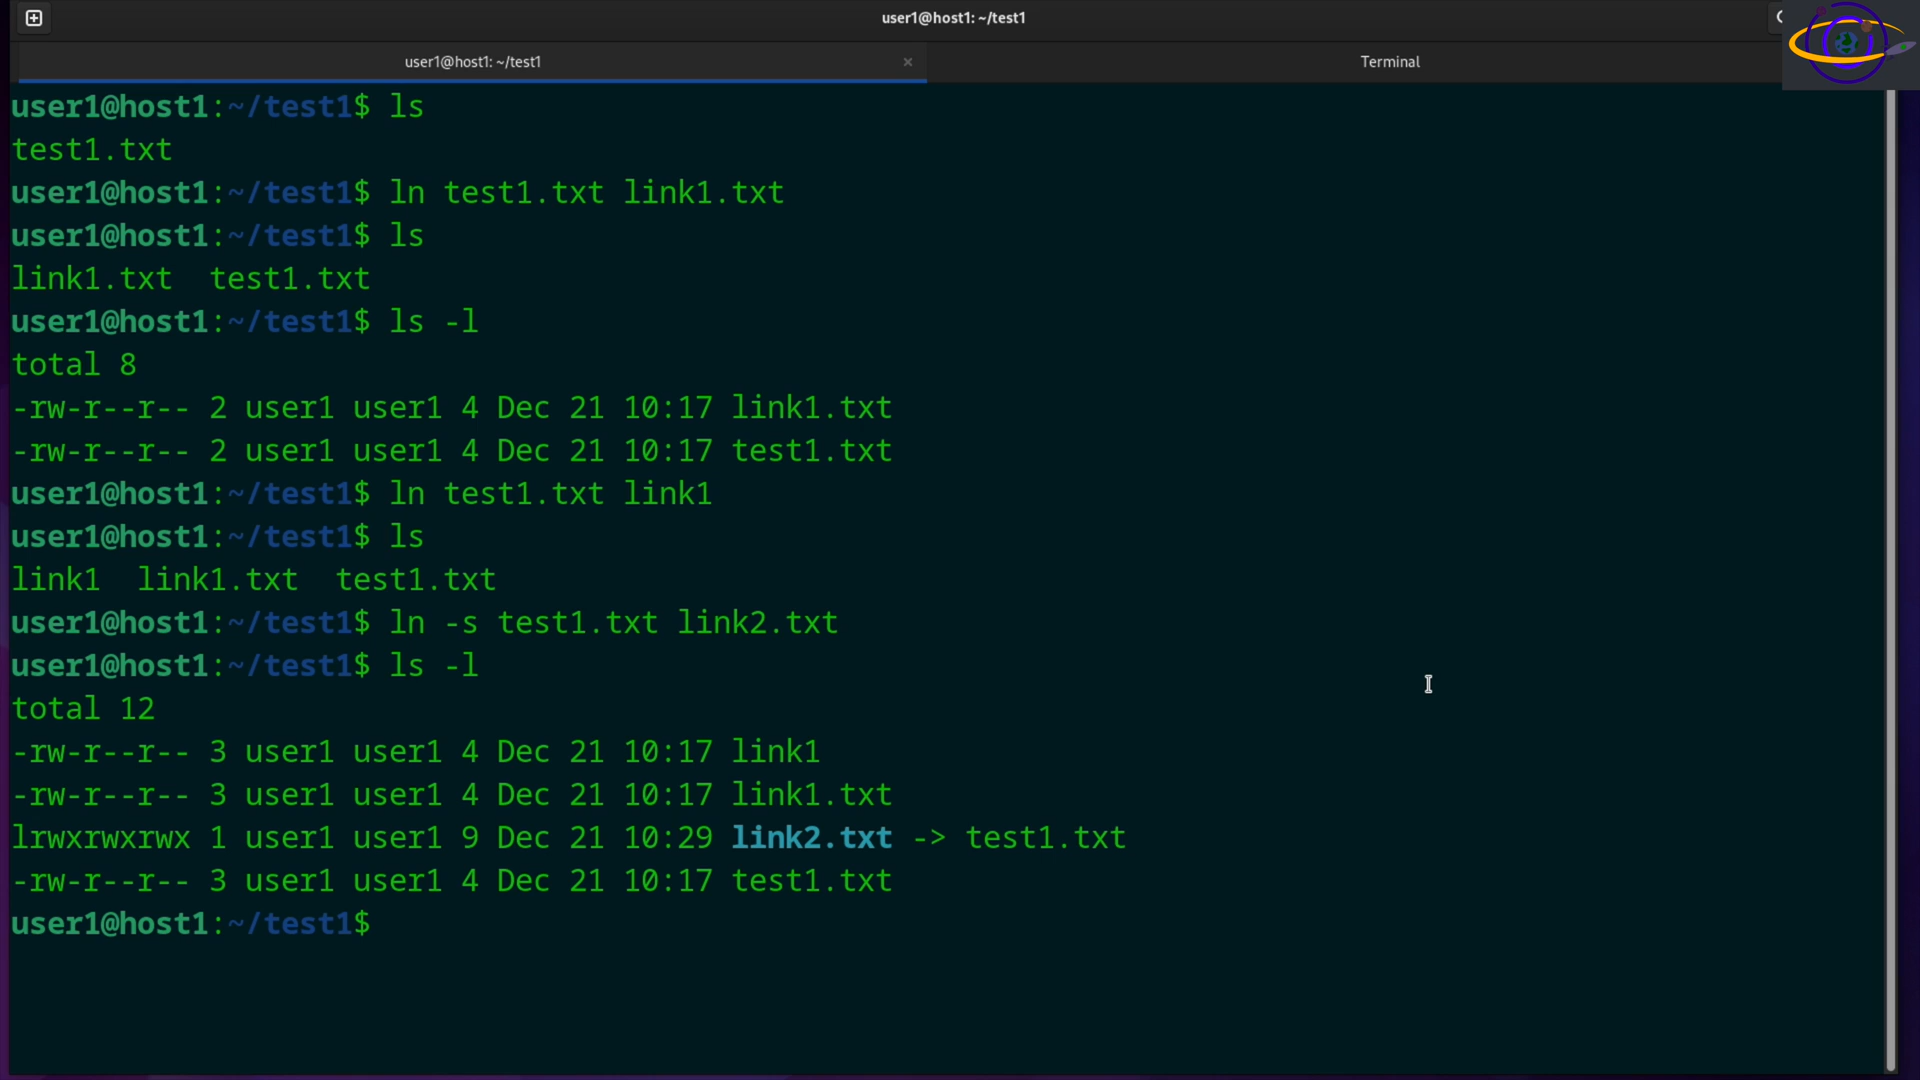 user1@host1: ~/test1
user1@host1: ~/test1 × Terminal
user1@host1:~/test1$ ls
test1.txt
user1@host1:~/test1$ ln test1.txt link1.txt
user1@host1:~/test1$ ls
link1.txt  test1.txt
user1@host1:~/test1$ ls -l
total 8
-rw-r--r-- 2 user1 user1 4 Dec 21 10:17 link1.txt
-rw-r--r-- 2 user1 user1 4 Dec 21 10:17 test1.txt
user1@host1:~/test1$ ln test1.txt link1
user1@host1:~/test1$ ls
link1  link1.txt  test1.txt
user1@host1:~/test1$ ln -s test1.txt link2.txt
user1@host1:~/test1$ ls -l
total 12
-rw-r--r-- 3 user1 user1 4 Dec 21 10:17 link1
-rw-r--r-- 3 user1 user1 4 Dec 21 10:17 link1.txt
lrwxrwxrwx 1 user1 user1 9 Dec 21 10:29 link2.txt -> test1.txt
-rw-r--r-- 3 user1 user1 4 Dec 21 10:17 test1.txt
user1@host1:~/test1$